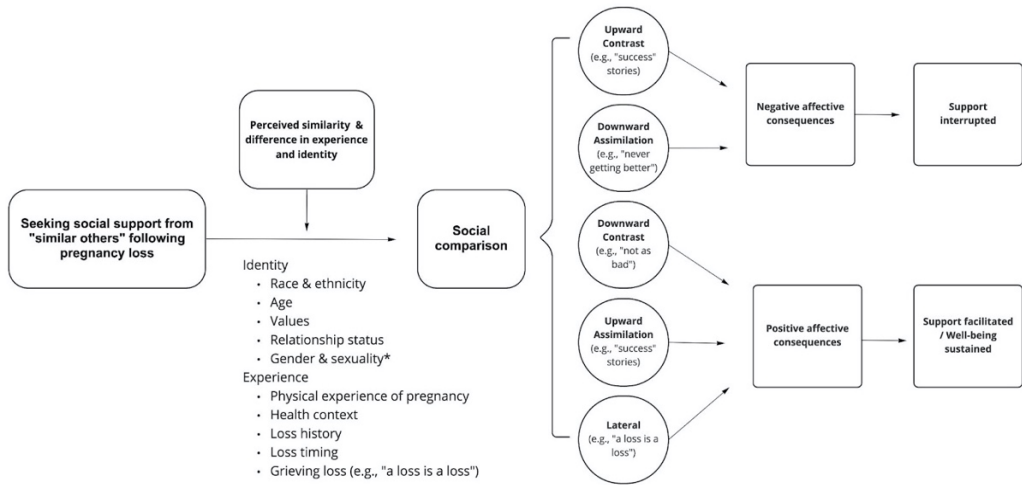 Seeking social support from
"similar others" following
pregnancy loss
Perceived similarity &
difference in experience
and identity
Identity
• Race & ethnicity
• Age
• Values
• Relationship status
• Gender & sexuality*
Experience
• Physical experience of pregnancy
• Health context
• Loss history
• Loss timing
• Grieving loss (e.g., "a loss is a loss")
Social
comparison
Upward
Contrast
(e.g., "success"
stories)
Downward
Assimilation
(e.g., "never
getting better")
Downward
Contrast
(e.g., "not as
bad")
Upward
Assimilation
(e.g., "success"
stories)
Lateral
(e.g., "a loss is a
loss")
Negative affective
consequences
Support
interrupted
Positive affective
consequences
Support facilitated
/ Well-being
sustained